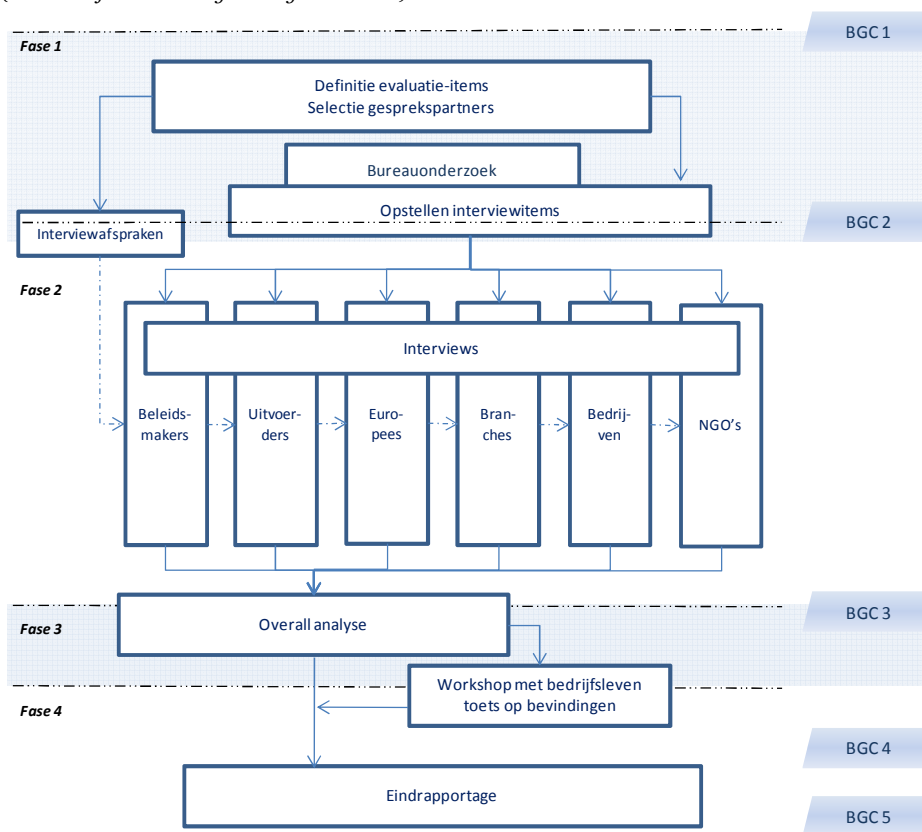 BGC 1
Fase 1
Definitie evaluatie-items
Selectie gesprekspartners
Bureauonderzoek
Opstellen interviewitems
BGC 2
Interviewafspraken
Fase 2
Interviews
Beleids-
makers
Uitvoer-
ders
Euro-
pees
Bran-
ches
Bedrij-
ven
NGO's
BGC 3
Fase 3
Overall analyse
Workshop met bedrijfsleven
toets op bevindingen
Fase 4
BGC 4
Eindrapportage
BGC 5